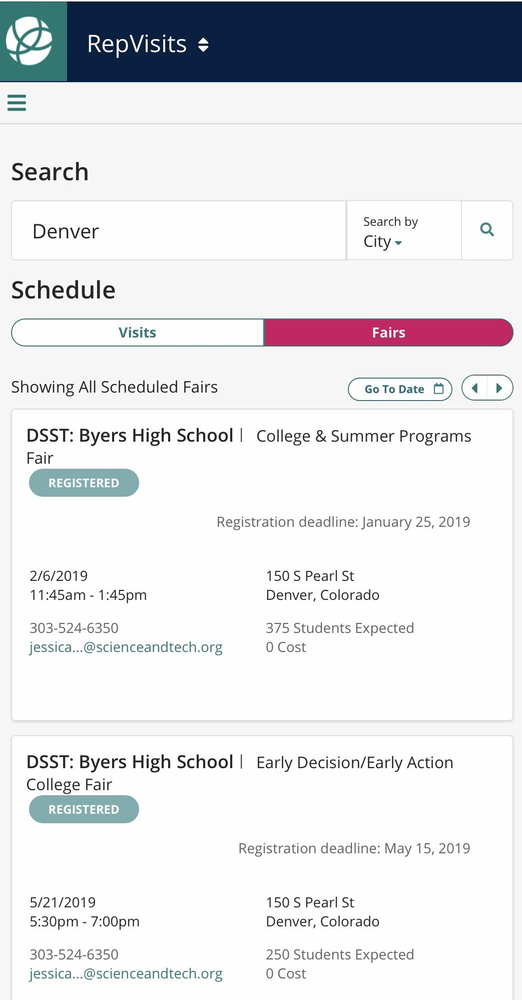 RepVisits
Search
Denver
Search by
City
Schedule
Visits
Fairs
Showing All Scheduled Fairs
Go To Date
DSST: Byers High School | College & Summer Programs
Fair
REGISTERED
Registration deadline: January 25, 2019
2/6/2019
11:45am - 1:45pm
150 S Pearl St
Denver, Colorado
303-524-6350
jessica...@scienceandtech.org
375 Students Expected
0 Cost
DSST: Byers High School | Early Decision/Early Action
College Fair
REGISTERED
Registration deadline: May 15, 2019
5/21/2019
5:30pm - 7:00pm
150 S Pearl St
Denver, Colorado
303-524-6350
jessica...@scienceandtech.org
250 Students Expected
0 Cost